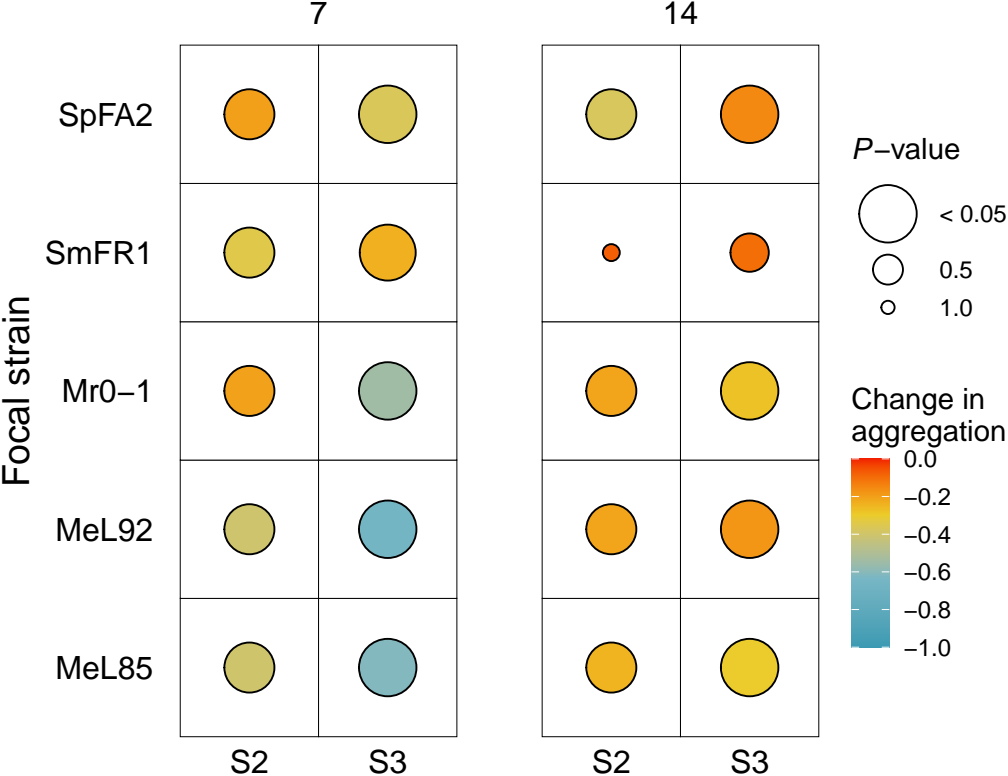 7 14
SpFA2
SmFR1
Mr0−1
MeL92
MeL85
Focal strain
S2 S3 S2 S3
P−value
< 0.05
0.5
1.0
Change in
aggregation
0.0
−0.2
−0.4
−0.6
−0.8
−1.0